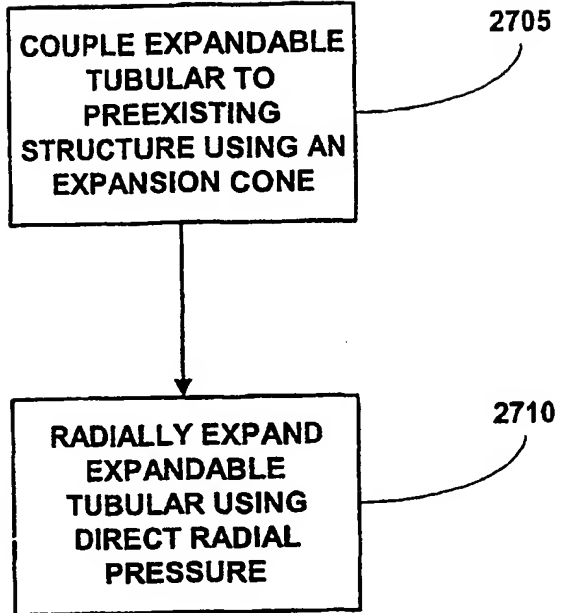 2705
COUPLE EXPANDABLE
TUBULAR TO
PREEXISTING
STRUCTURE USING AN
EXPANSION CONE
2710
RADIALLY EXPAND
EXPANDABLE
TUBULAR USING
DIRECT RADIAL
PRESSURE